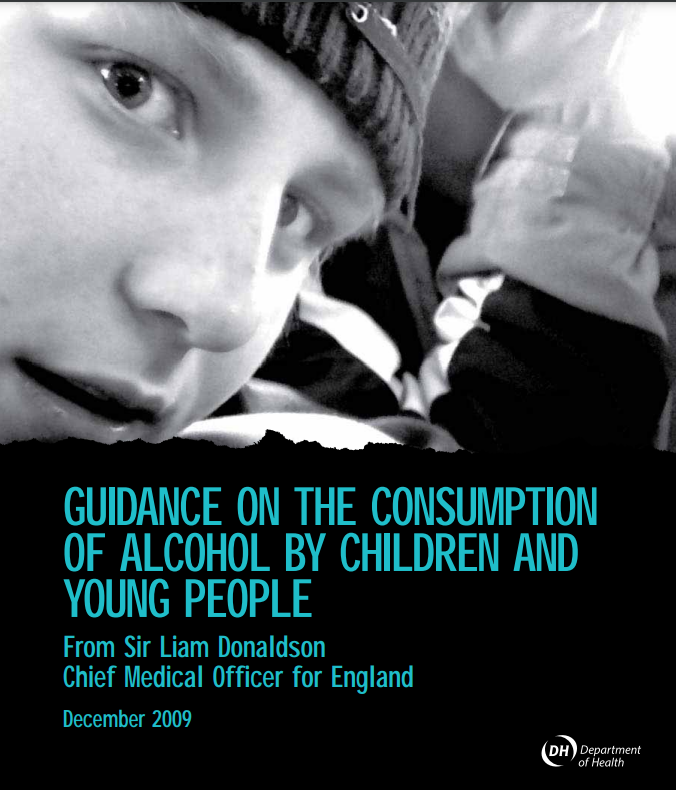 GUIDANCE ON THE CONSUMPTION
OF ALCOHOL BY CHILDREN AND
YOUNG PEOPLE
From Sir Liam Donaldson
Chief Medical Officer for England
December 2009
DH Department
of Health